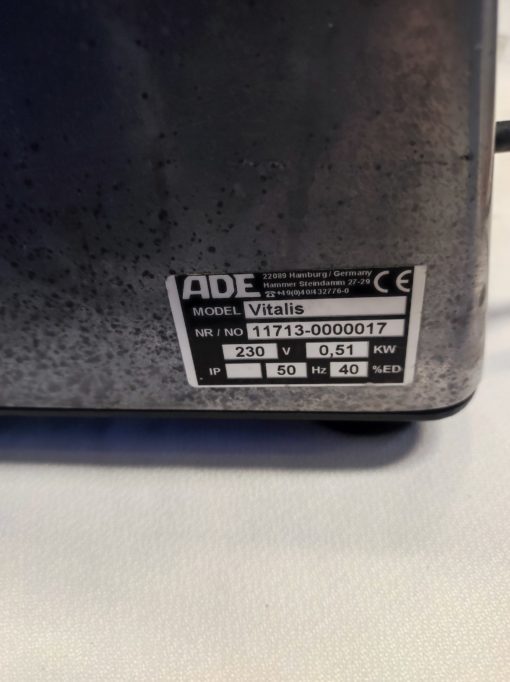 ADE
22089 Hamburg / Germany
Hammer Steindamm 27-29
☎+49(0)40/432776-0
CE
MODEL Vitalis
NR / NO 11713-0000017
230 V 0,51 KW
IP 50 Hz 40 %ED